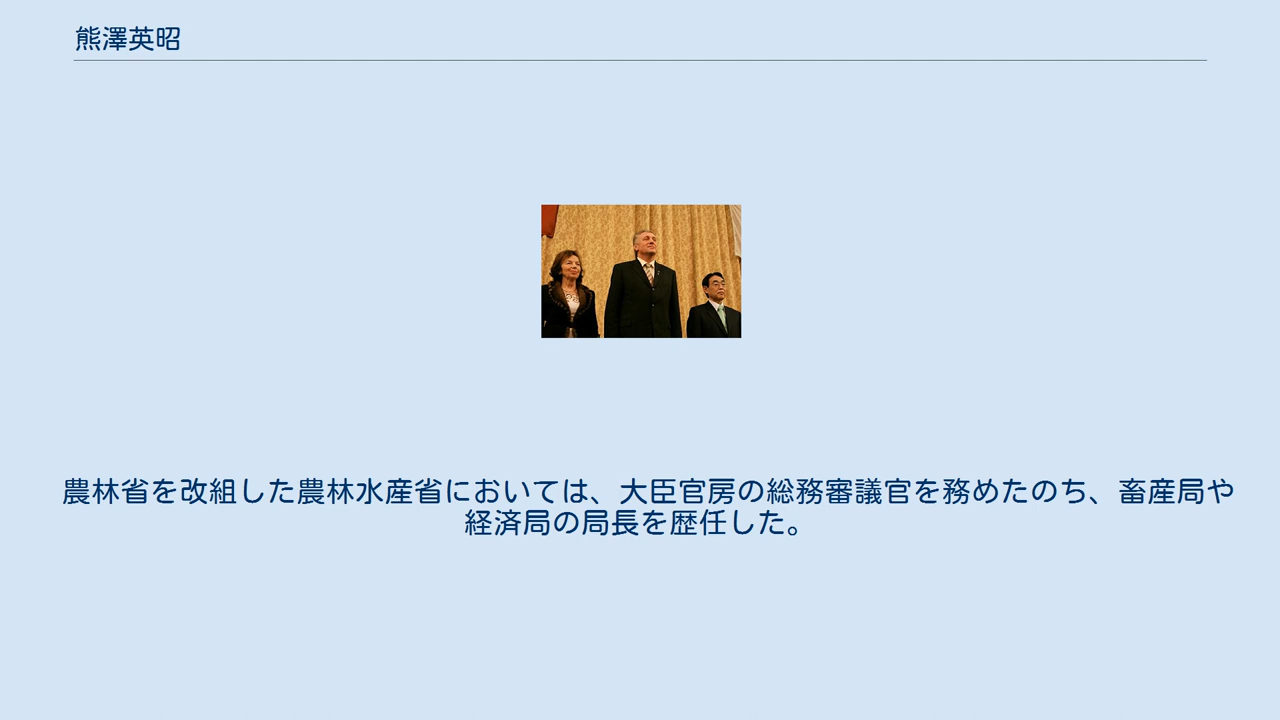 熊澤英昭
農林省を改組した農林水産省においては、大臣官房の総務審議官を務めたのち、畜産局や
経済局の局長を歴任した。